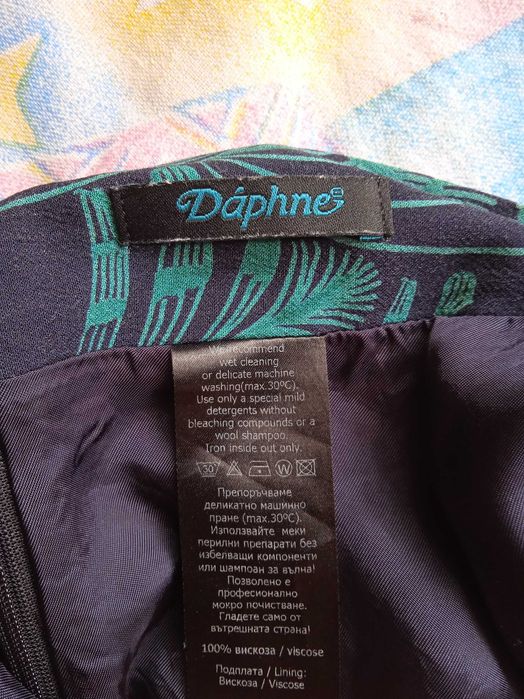 Dáphne
We recommend
wet cleaning
or delicate machine
washing(max.30ºC).
Use only a special mild
detergents without
bleaching compounds or a
wool shampoo.
Iron inside out only.
30 W
Препоръчваме
деликатно машинно
пране (max.30ºC).
Използвайте меки
перилни препарати без
избелващи компоненти
или шампоан за вълна!
Позволено е
професионално
мокро почистване.
Гладете само от
вътрешната страна!
100% вискоза / viscose
Подплата / Lining:
Вискоза / Viscose